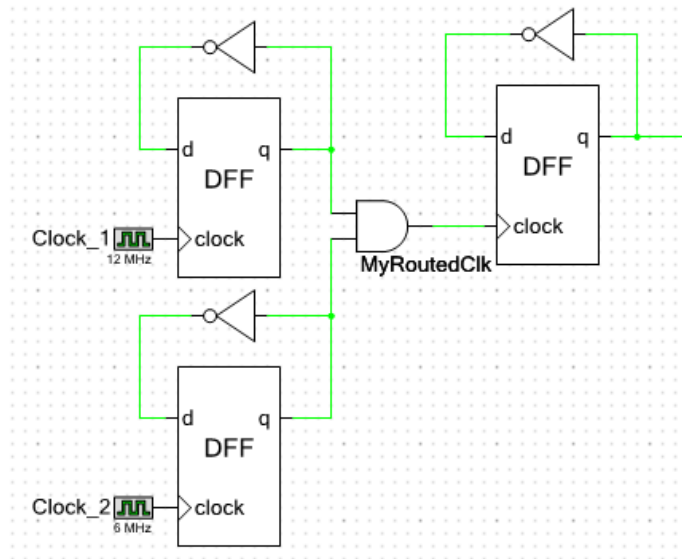 d q
DFF
Clock_1 clock
12 MHz
d q
DFF
clock
MyRoutedClk
d q
DFF
Clock_2 clock
6 MHz